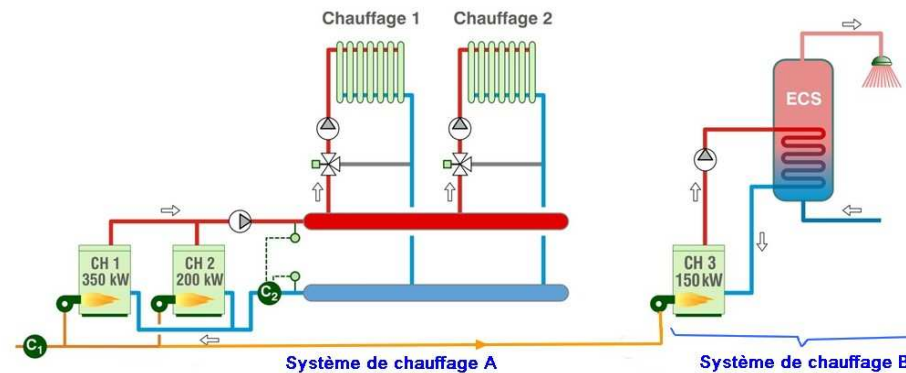 Chauffage 1
Chauffage 2
ECS
CH 1
350 kW
CH 2
200 kW
CH 3
150 kW
C2
C1
Système de chauffage A
Système de chauffage B